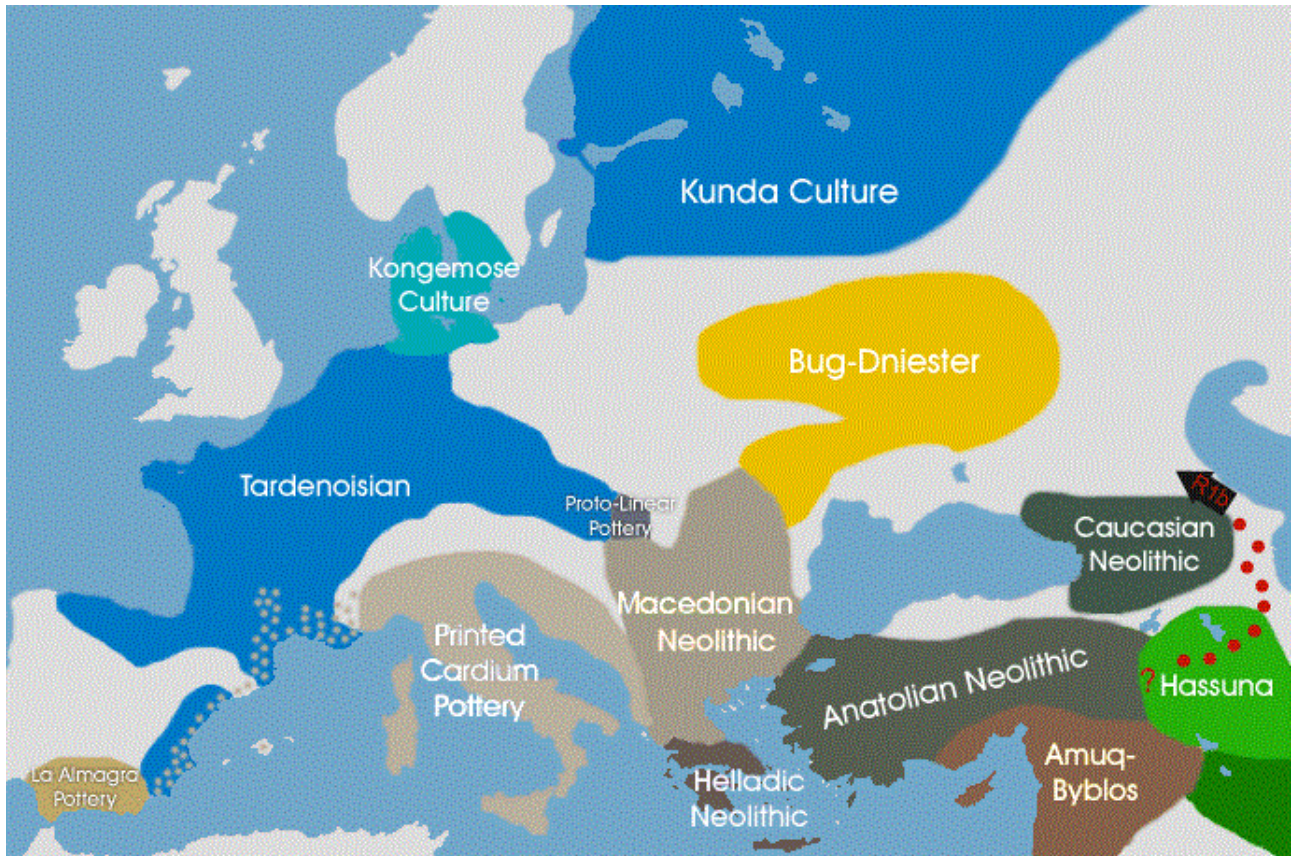 Kunda Culture
Kongemose
Culture
Bug-Dniester
Tardenoisian
Proto-Linear
Pottery
R1b
Caucasian
Neolithic
Macedonian
Neolithic
Printed
Cardium
Pottery
Anatolian Neolithic
?
Hassuna
La Almagra
Pottery
Helladic
Neolithic
Amuq-
Byblos